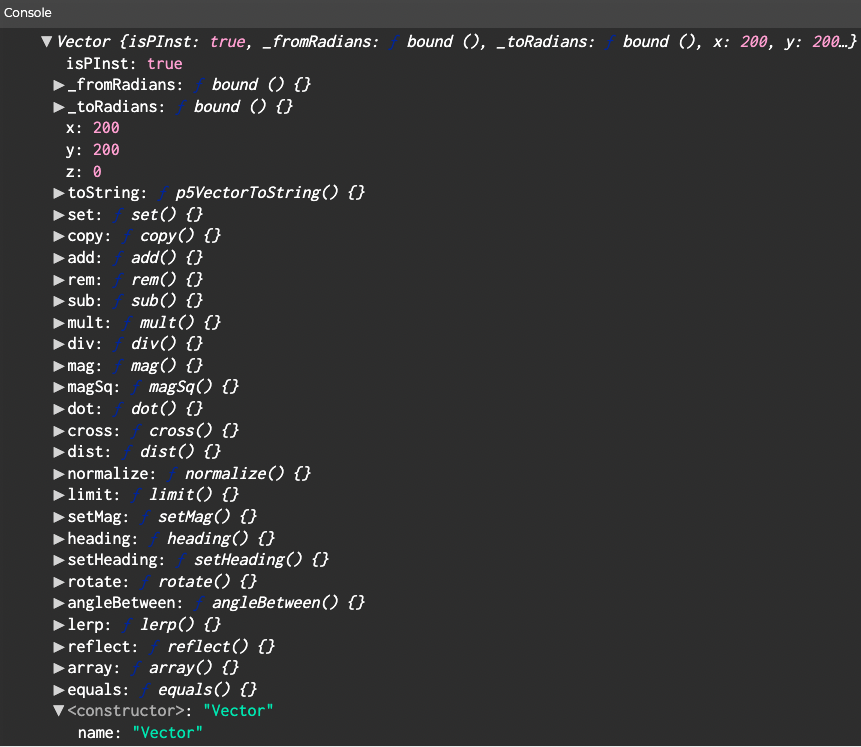 Console
▼Vector {isPInst: true, _fromRadians: ƒ bound (), _toRadians: ƒ bound (), x: 200, y: 200…}
isPInst: true
▶_fromRadians: ƒ bound () {}
▶_toRadians: ƒ bound () {}
x: 200
y: 200
z: 0
▶toString: ƒ p5VectorToString() {}
▶set: ƒ set() {}
▶copy: ƒ copy() {}
▶add: ƒ add() {}
▶rem: ƒ rem() {}
▶sub: ƒ sub() {}
▶mult: ƒ mult() {}
▶div: ƒ div() {}
▶mag: ƒ mag() {}
▶magSq: ƒ magSq() {}
▶dot: ƒ dot() {}
▶cross: ƒ cross() {}
▶dist: ƒ dist() {}
▶normalize: ƒ normalize() {}
▶limit: ƒ limit() {}
▶setMag: ƒ setMag() {}
▶heading: ƒ heading() {}
▶setHeading: ƒ setHeading() {}
▶rotate: ƒ rotate() {}
▶angleBetween: ƒ angleBetween() {}
▶lerp: ƒ lerp() {}
▶reflect: ƒ reflect() {}
▶array: ƒ array() {}
▶equals: ƒ equals() {}
▼<constructor>: "Vector"
name: "Vector"